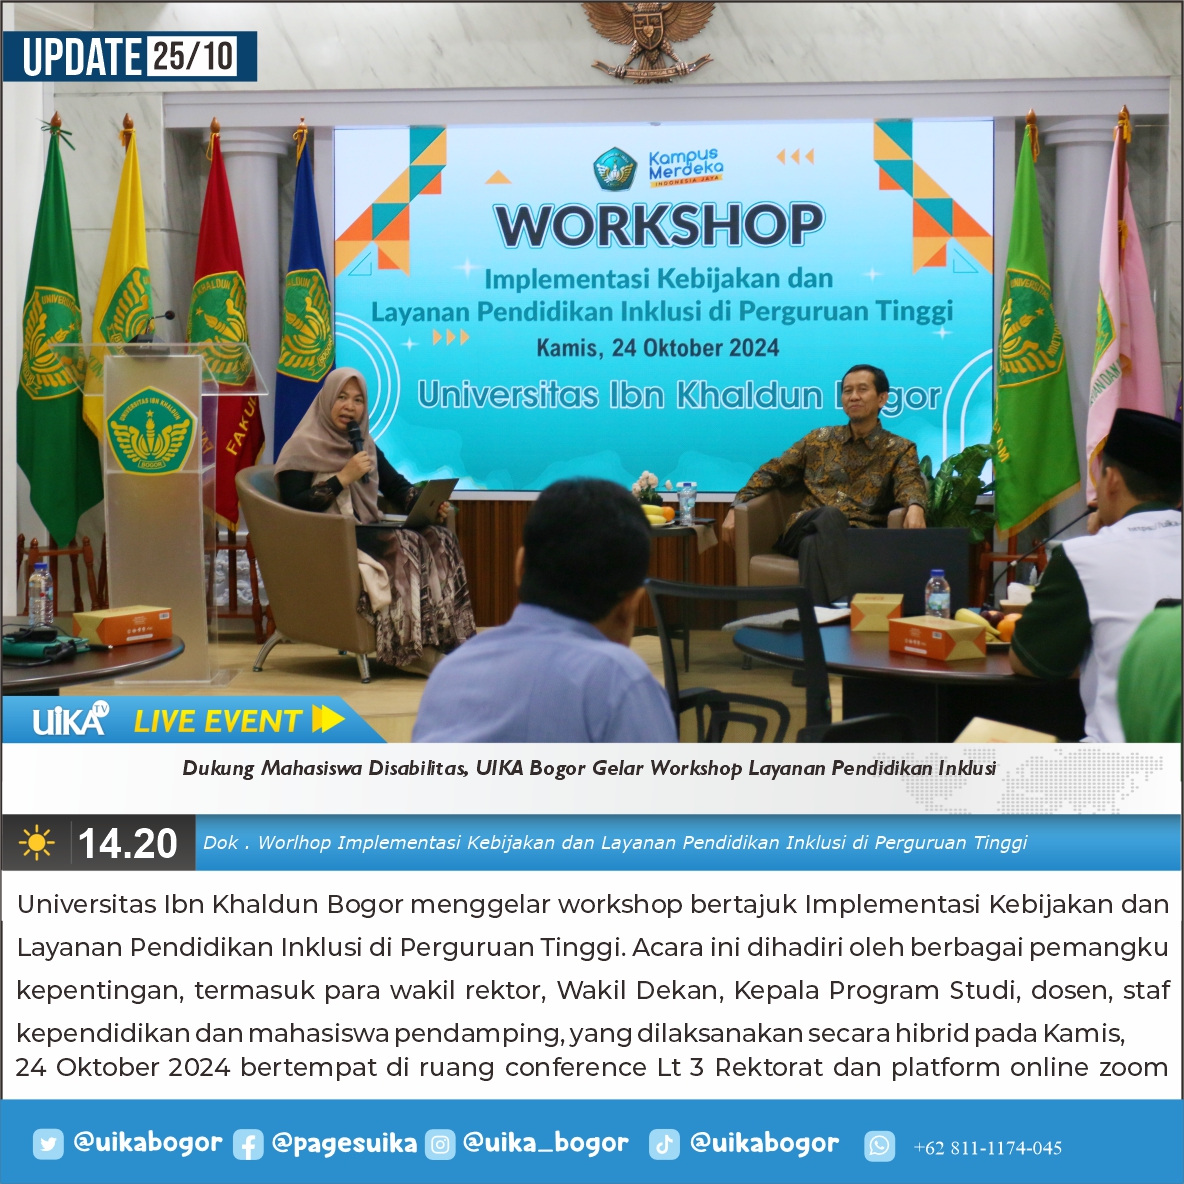 UPDATE 25/10
Kampus
Merdeka
INDONESIA JAYA
WORKSHOP
Implementasi Kebijakan dan
Layanan Pendidikan Inklusi di Perguruan Tinggi
Kamis, 24 Oktober 2024
Universitas Ibn Khaldun
UNIVERSITAS IBN KHALDUN
BOGOR
UIKA TV LIVE EVENT
Dukung Mahasiswa Disabilitas, UIKA Bogor Gelar Workshop Layanan Pendidikan Inklusi
14.20 Dok . Worlhop Implementasi Kebijakan dan Layanan Pendidikan Inklusi di Perguruan Tinggi
Universitas Ibn Khaldun Bogor menggelar workshop bertajuk Implementasi Kebijakan dan
Layanan Pendidikan Inklusi di Perguruan Tinggi. Acara ini dihadiri oleh berbagai pemangku
kepentingan, termasuk para wakil rektor, Wakil Dekan, Kepala Program Studi, dosen, staf
kependidikan dan mahasiswa pendamping, yang dilaksanakan secara hibrid pada Kamis,
24 Oktober 2024 bertempat di ruang conference Lt 3 Rektorat dan platform online zoom
@uikabogor @pagesuika @uika_bogor @uikabogor +62 811-1174-045